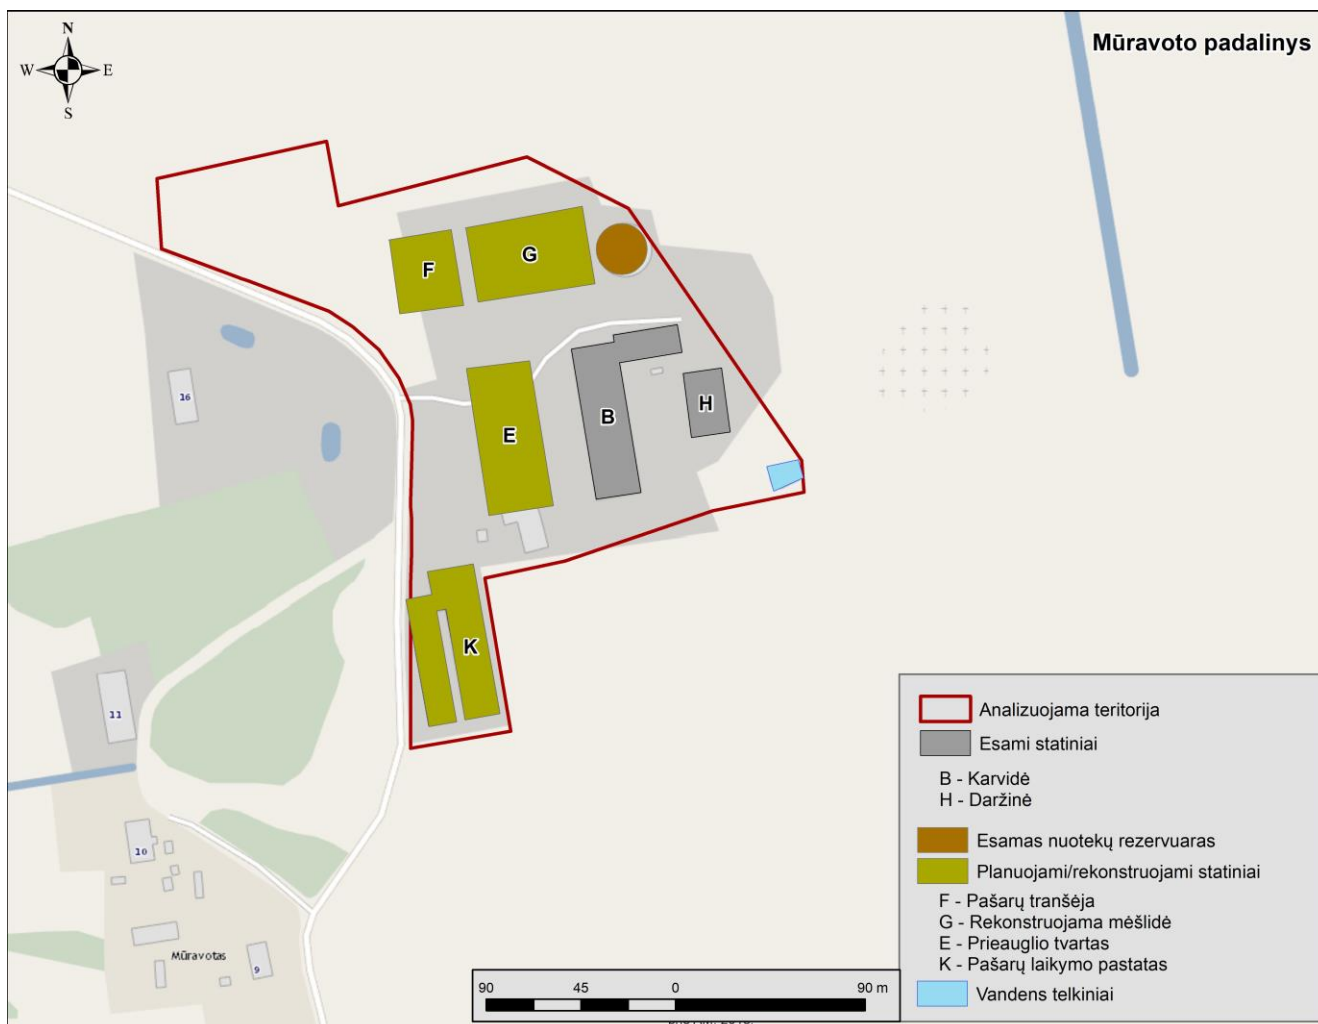 Mūravoto padalinys
N
W E
S
F
G
B
H
E
16
K
11
10
Mūravotas
9
Analizuojama teritorija
Esami statiniai
B - Karvidė
H - Daržinė
Esamas nuotekų rezervuaras
Planuojami/rekonstruojami statiniai
F - Pašarų tranšėja
G - Rekonstruojama mėšlidė
E - Prieauglio tvartas
K - Pašarų laikymo pastatas
Vandens telkiniai
90 45 0 90 m